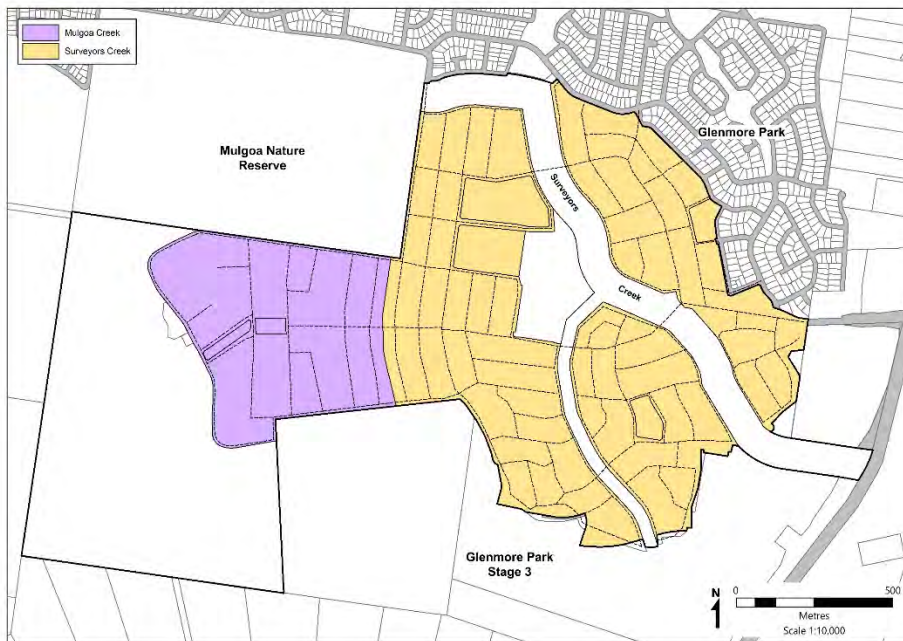 Mulgoa Creek
Surveyors Creek
Mulgoa Nature
Reserve
Glenmore Park
Surveyors
Creek
Glenmore Park
Stage 3
N
0
500
Metres
Scale 1:10,000